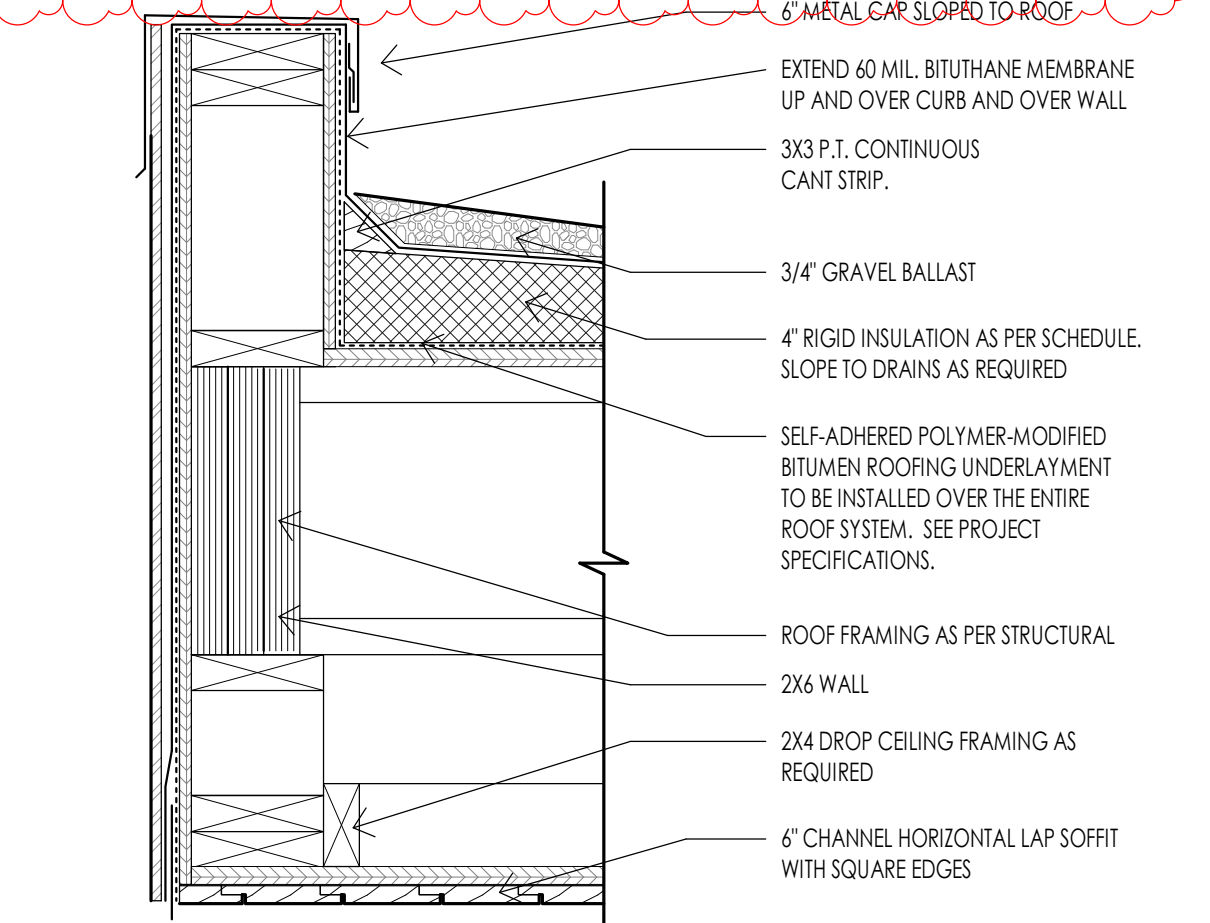 6" METAL CAP SLOPED TO ROOF
EXTEND 60 MIL. BITUTHANE MEMBRANE
UP AND OVER CURB AND OVER WALL
3X3 P.T. CONTINUOUS
CANT STRIP.
3/4" GRAVEL BALLAST
4" RIGID INSULATION AS PER SCHEDULE.
SLOPE TO DRAINS AS REQUIRED
SELF-ADHERED POLYMER-MODIFIED
BITUMEN ROOFING UNDERLAYMENT
TO BE INSTALLED OVER THE ENTIRE
ROOF SYSTEM. SEE PROJECT
SPECIFICATIONS.
ROOF FRAMING AS PER STRUCTURAL
2X6 WALL
2X4 DROP CEILING FRAMING AS
REQUIRED
6" CHANNEL HORIZONTAL LAP SOFFIT
WITH SQUARE EDGES